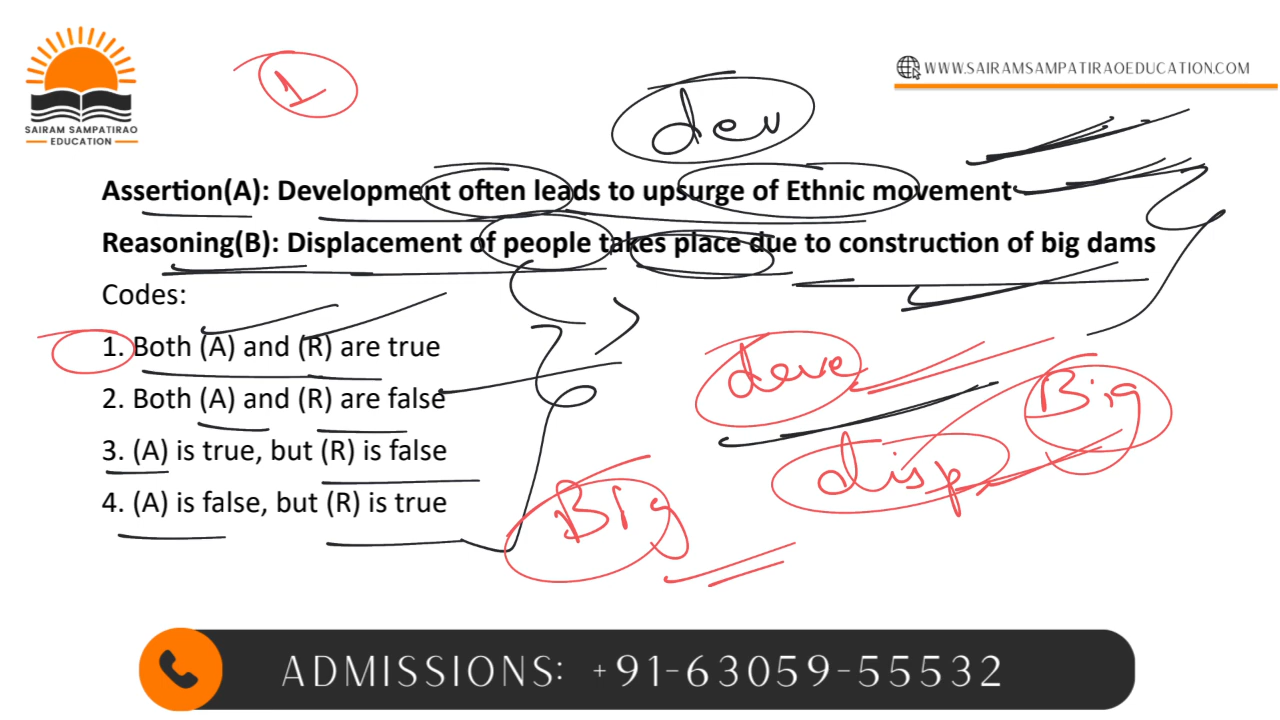 SAIRAM SAMPATIRAO
EDUCATION
WWW.SAIRAMSAMPATIRAOEDUCATION.COM
1
dev
Assertion(A): Development often leads to upsurge of Ethnic movement
Reasoning(B): Displacement of people takes place due to construction of big dams
Codes:
1. Both (A) and (R) are true
2. Both (A) and (R) are false
3. (A) is true, but (R) is false
4. (A) is false, but (R) is true
deve
Big
disp
Big
ADMISSIONS: +91-63059-55532